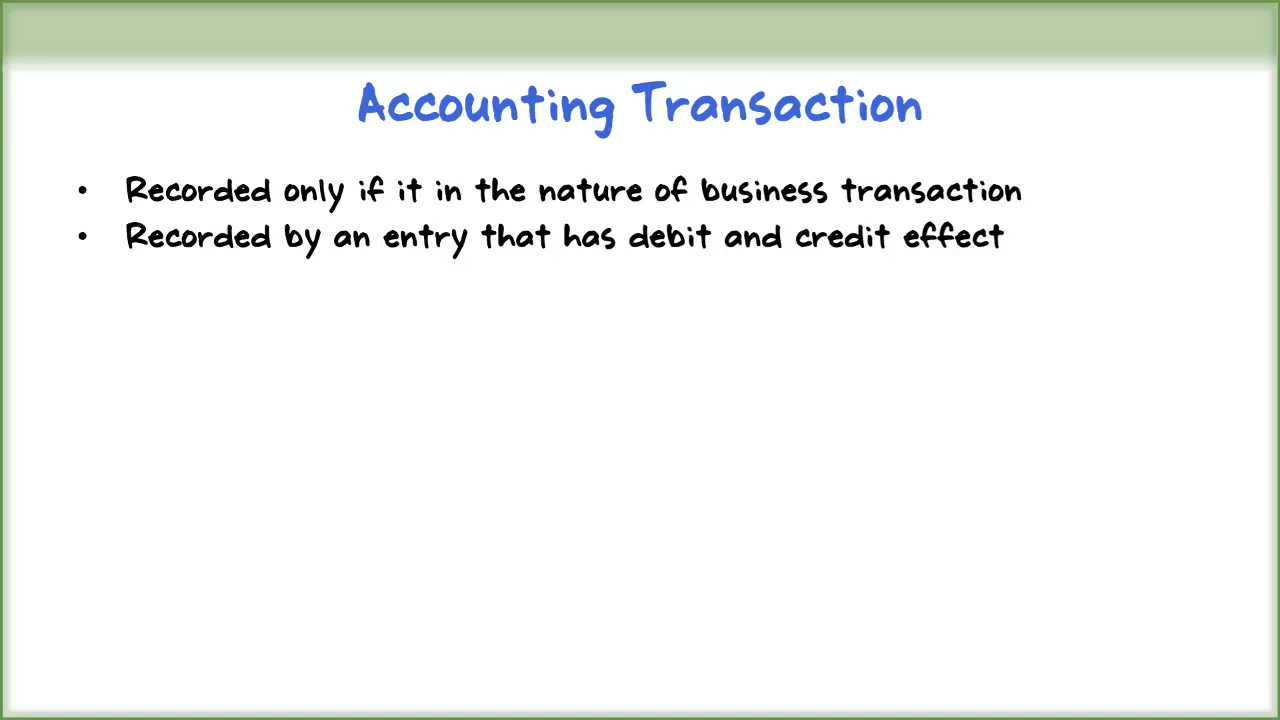 Accounting Transaction
• Recorded only if it in the nature of business transaction
• Recorded by an entry that has debit and credit effect